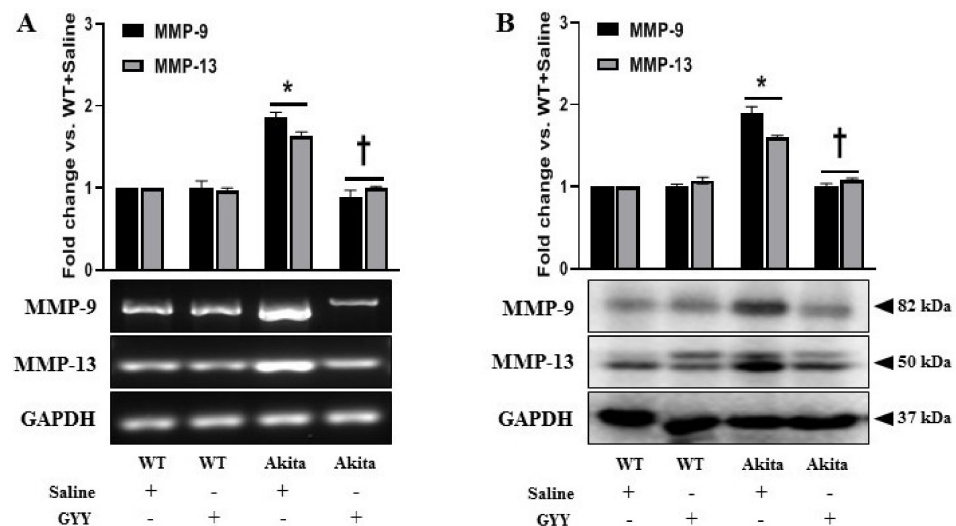 A
Fold change vs. WT+Saline
3
2
1
0
MMP-9
MMP-13
*
†
MMP-9
MMP-13
GAPDH
WT WT Akita Akita
Saline + - + -
GYY - + - +
B
Fold change vs. WT+Saline
3
2
1
0
MMP-9
MMP-13
*
†
MMP-9 82 kDa
MMP-13 50 kDa
GAPDH 37 kDa
WT WT Akita Akita
Saline + - + -
GYY - + - +